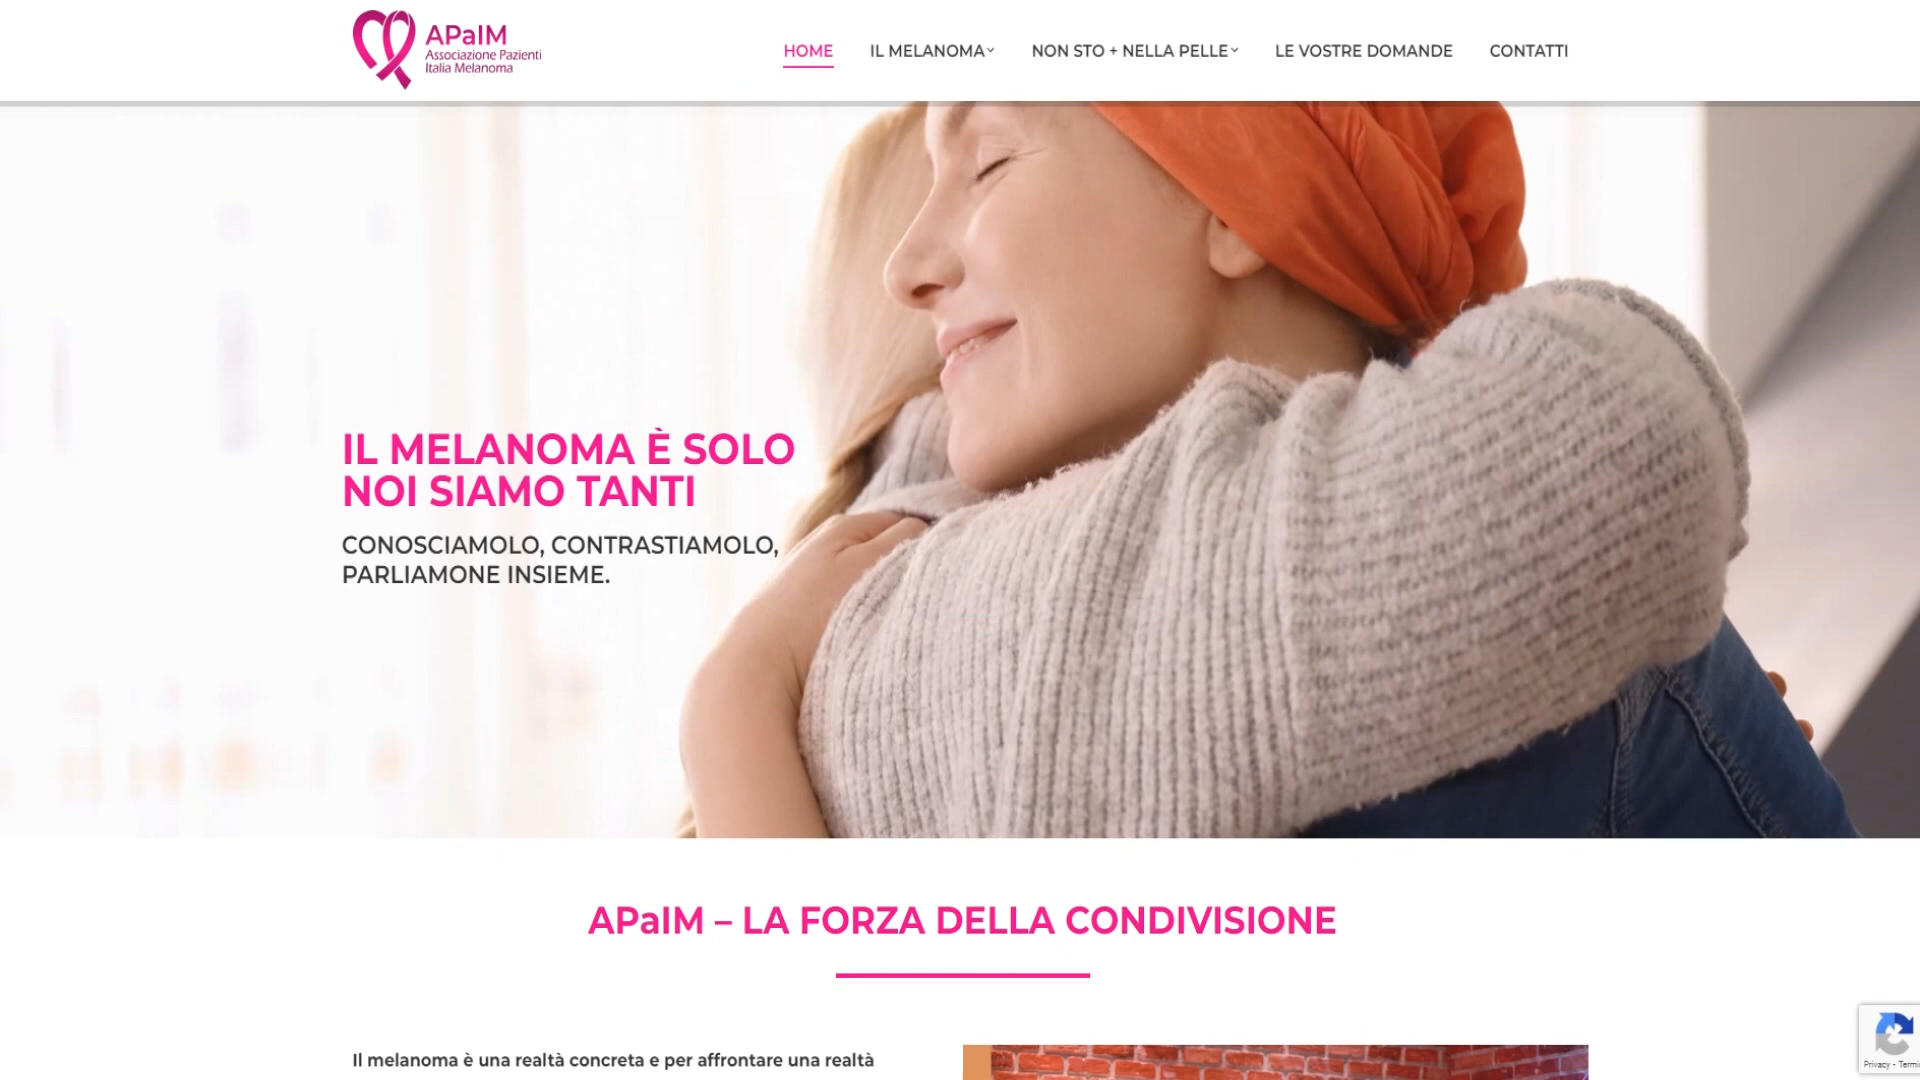 APaIM
Associazione Pazienti
Italia Melanoma
HOME
IL MELANOMA
NON STO + NELLA PELLE
LE VOSTRE DOMANDE
CONTATTI
IL MELANOMA È SOLO
NOI SIAMO TANTI
CONOSCIAMOLO, CONTRASTIAMOLO,
PARLIAMONE INSIEME.
APaIM – LA FORZA DELLA CONDIVISIONE
Il melanoma è una realtà concreta e per affrontare una realtà
Privacy - Termi